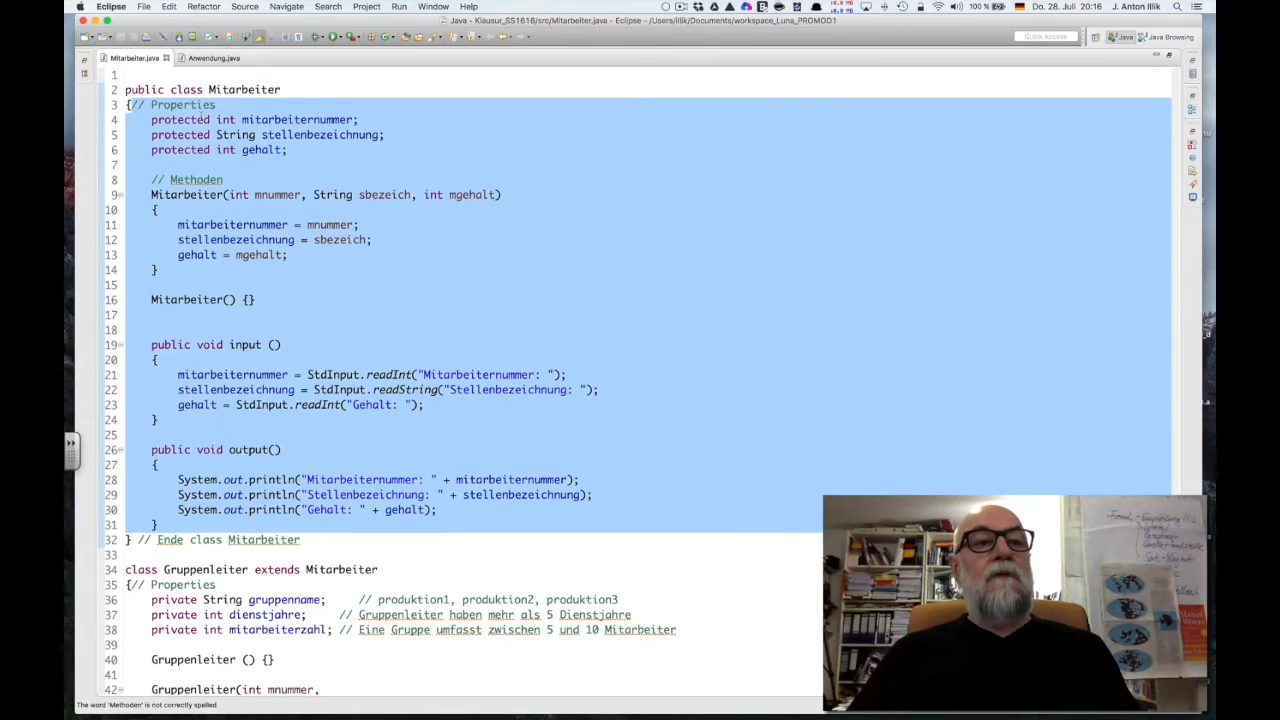 Eclipse File Edit Refactor Source Navigate Search Project Run Window Help 100 % Do. 28. Juli 20:16 J. Anton Illik
Java - Klausur_SS1616/src/Mitarbeiter.java - Eclipse - /Users/illik/Documents/workspace_Luna_PROMOD1
Quick Access Java Java Browsing
Mitarbeiter.java Anwendung.java
1
2 public class Mitarbeiter
3 {// Properties
4 protected int mitarbeiternummer;
5 protected String stellenbezeichnung;
6 protected int gehalt;
7
8 // Methoden
9 Mitarbeiter(int mnummer, String sbezeich, int mgehalt)
10 {
11 mitarbeiternummer = mnummer;
12 stellenbezeichnung = sbezeich;
13 gehalt = mgehalt;
14 }
15
16 Mitarbeiter() {}
17
18
19 public void input ()
20 {
21 mitarbeiternummer = StdInput.readInt("Mitarbeiternummer: ");
22 stellenbezeichnung = StdInput.readString("Stellenbezeichnung: ");
23 gehalt = StdInput.readInt("Gehalt: ");
24 }
25
26 public void output()
27 {
28 System.out.println("Mitarbeiternummer: " + mitarbeiternummer);
29 System.out.println("Stellenbezeichnung: " + stellenbezeichnung);
30 System.out.println("Gehalt: " + gehalt);
31 }
32 } // Ende class Mitarbeiter
33
34 class Gruppenleiter extends Mitarbeiter
35 {// Properties
36 private String gruppenname; // produktion1, produktion2, produktion3
37 private int dienstjahre; // Gruppenleiter haben mehr als 5 Dienstjahre
38 private int mitarbeiterzahl; // Eine Gruppe umfasst zwischen 5 und 10 Mitarbeiter
39
40 Gruppenleiter () {}
41
42 Gruppenleiter(int mnummer,
The word 'Methoden' is not correctly spelled